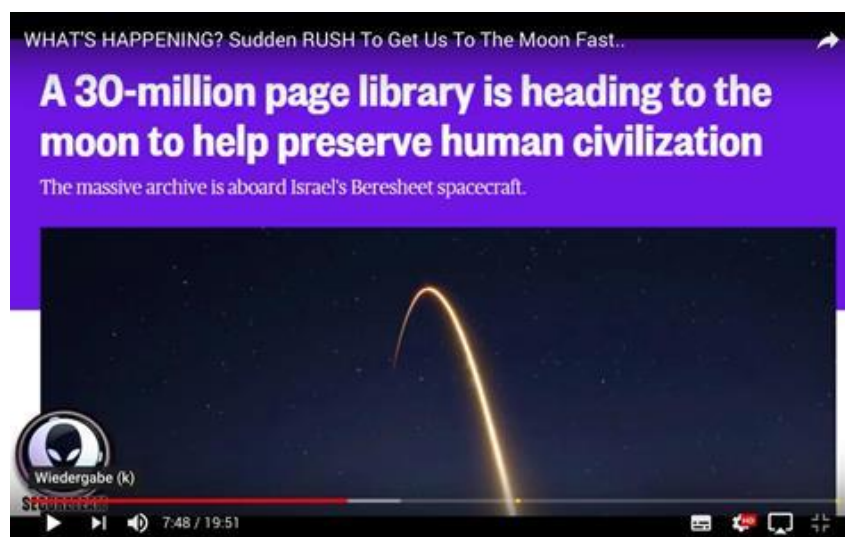 WHAT'S HAPPENING? Sudden RUSH To Get Us To The Moon Fast..
A 30-million page library is heading to the
moon to help preserve human civilization
The massive archive is aboard Israel's Beresheet spacecraft.
Wiedergabe (k)
SECURETEAM
7:48 / 19:51
HD